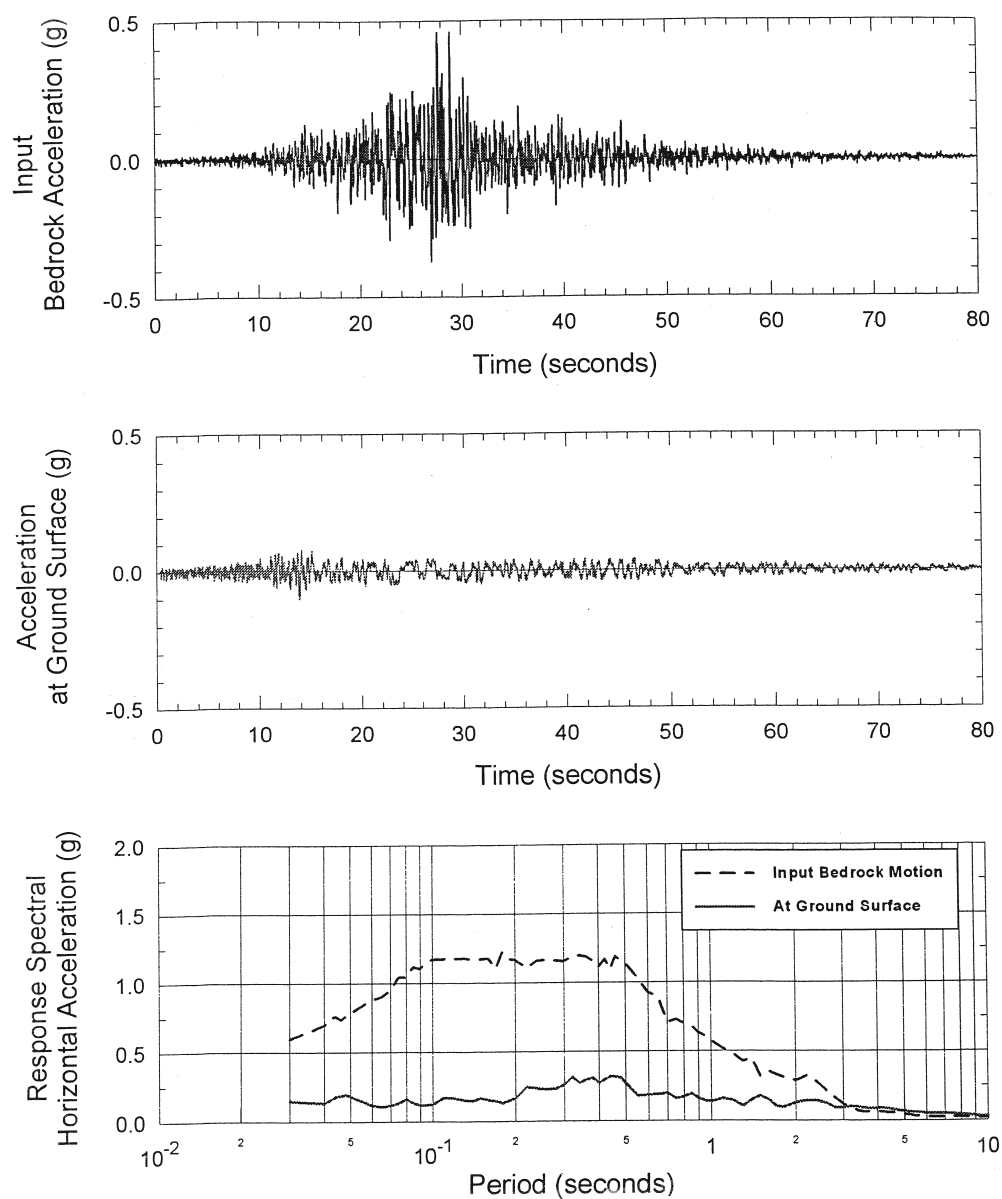 Input
Bedrock Acceleration (g)
0.5
0.0
-0.5
0 10 20 30 40 50 60 70 80
Time (seconds)
Acceleration
at Ground Surface (g)
0.5
0.0
-0.5
0 10 20 30 40 50 60 70 80
Time (seconds)
Response Spectral
Horizontal Acceleration (g)
2.0
1.5
1.0
0.5
0.0
Input Bedrock Motion
At Ground Surface
10-2 2 5 10-1 2 5 1 2 5 10
Period (seconds)